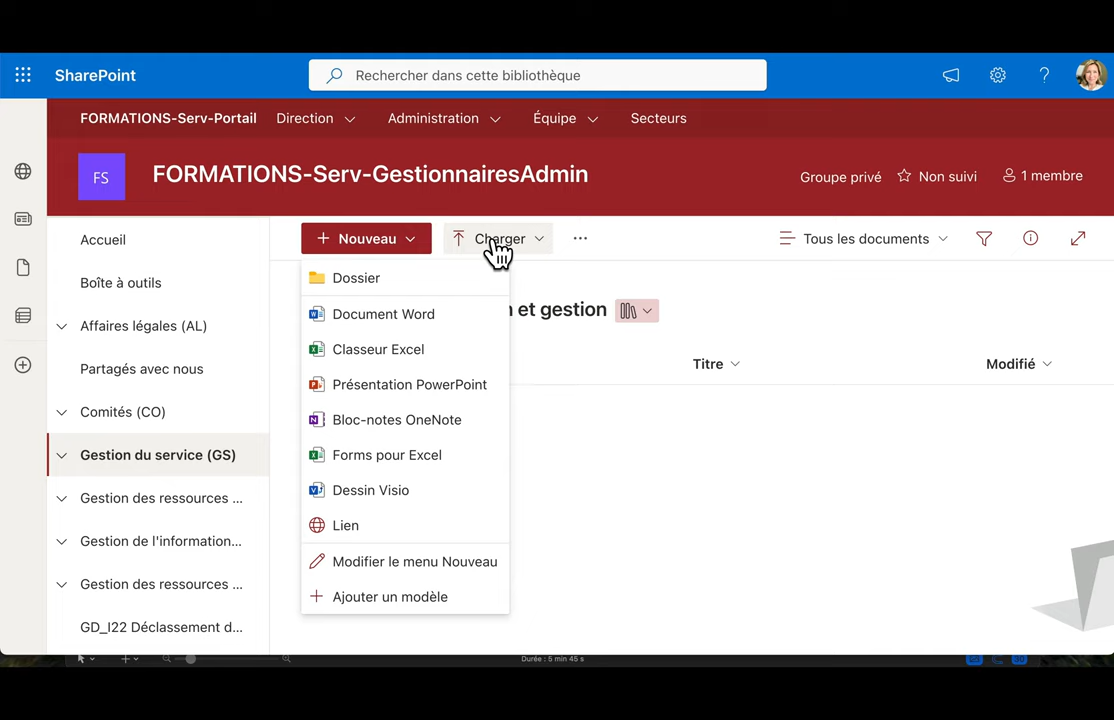 SharePoint
Rechercher dans cette bibliothèque
FORMATIONS-Serv-Portail Direction Administration Équipe Secteurs
FS
FORMATIONS-Serv-GestionnairesAdmin
Groupe privé Non suivi 1 membre
Accueil
Boîte à outils
Affaires légales (AL)
Partagés avec nous
Comités (CO)
Gestion du service (GS)
Gestion des ressources ...
Gestion de l'information...
Gestion des ressources ...
GD_I22 Déclassement d...
Nouveau Charger ... Tous les documents
et gestion
Titre Modifié
Dossier
Document Word
Classeur Excel
Présentation PowerPoint
Bloc-notes OneNote
Forms pour Excel
Dessin Visio
Lien
Modifier le menu Nouveau
Ajouter un modèle
Durée : 5 min 45 s